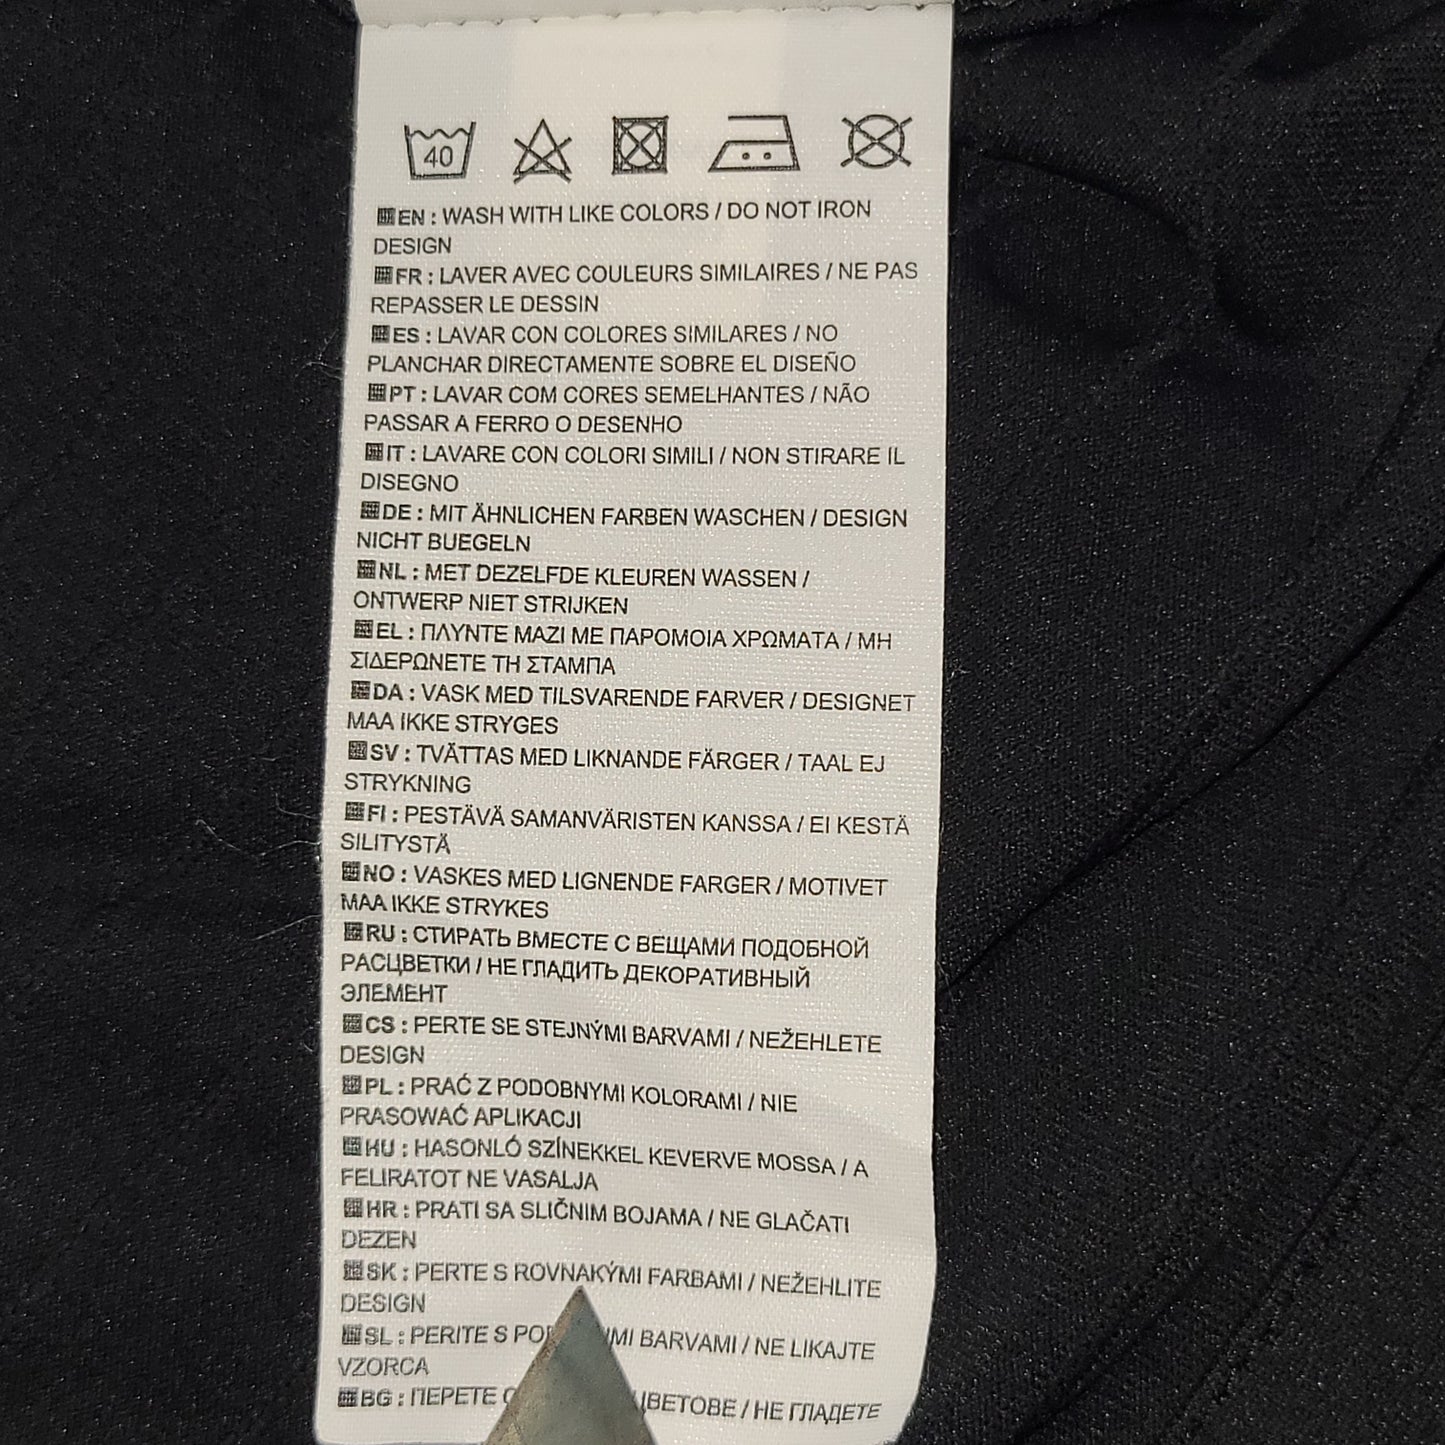 40
EN : WASH WITH LIKE COLORS / DO NOT IRON
DESIGN
FR : LAVER AVEC COULEURS SIMILAIRES / NE PAS
REPASSER LE DESSIN
ES : LAVAR CON COLORES SIMILARES / NO
PLANCHAR DIRECTAMENTE SOBRE EL DISEÑO
PT : LAVAR COM CORES SEMELHANTES / NÃO
PASSAR A FERRO O DESENHO
IT : LAVARE CON COLORI SIMILI / NON STIRARE IL
DISEGNO
DE : MIT ÄHNLICHEN FARBEN WASCHEN / DESIGN
NICHT BUEGELN
NL : MET DEZELFDE KLEUREN WASSEN /
ONTWERP NIET STRIJKEN
EL : ΠΛΥΝΤΕ ΜΑΖΙ ΜΕ ΠΑΡΟΜΟΙΑ ΧΡΩΜΑΤΑ / ΜΗ
ΣΙΔΕΡΩΝΕΤΕ ΤΗ ΣΤΑΜΠΑ
DA : VASK MED TILSVARENDE FARVER / DESIGNET
MAA IKKE STRYGES
SV : TVÄTTAS MED LIKNANDE FÄRGER / TAAL EJ
STRYKNING
FI : PESTÄVÄ SAMANVÄRISTEN KANSSA / EI KESTÄ
SILITYSTÄ
NO : VASKES MED LIGNENDE FARGER / MOTIVET
MAA IKKE STRYKES
RU : СТИРАТЬ ВМЕСТЕ С ВЕЩАМИ ПОДОБНОЙ
РАСЦВЕТКИ / НЕ ГЛАДИТЬ ДЕКОРАТИВНЫЙ
ЭЛЕМЕНТ
CS : PERTE SE STEJNÝMI BARVAMI / NEŽEHLETE
DESIGN
PL : PRAĆ Z PODOBNYMI KOLORAMI / NIE
PRASOWAĆ APLIKACJI
HU : HASONLÓ SZÍNEKKEL KEVERVE MOSSA / A
FELIRATOT NE VASALJA
HR : PRATI SA SLIČNIM BOJAMA / NE GLAČATI
DEZEN
SK : PERTE S ROVNAKÝMI FARBAMI / NEŽEHLITE
DESIGN
SL : PERITE S BARVAMI / NE LIKAJTE
VZORCA
BG : ПЕРЕТЕ / НЕ ГЛАДЕТЕ